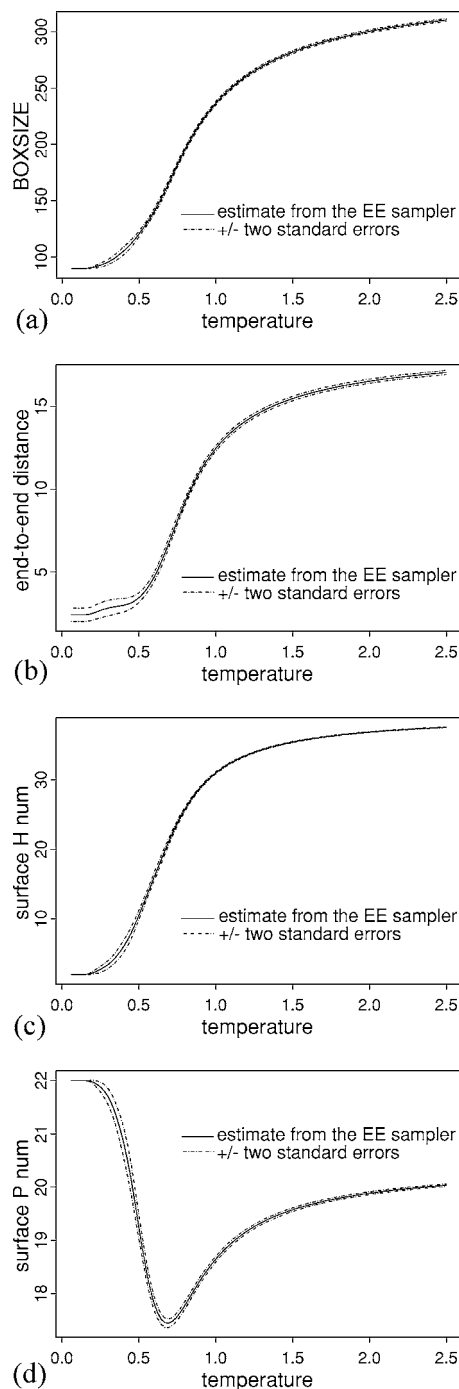 300
250
200
150
100
BOXSIZE
estimate from the EE sampler
+/- two standard errors
0.0 0.5 1.0 1.5 2.0 2.5
(a)
temperature
15
10
5
end-to-end distance
estimate from the EE sampler
+/- two standard errors
0.0 0.5 1.0 1.5 2.0 2.5
(b)
temperature
30
20
10
surface H num
estimate from the EE sampler
+/- two standard errors
0.0 0.5 1.0 1.5 2.0 2.5
(c)
temperature
22
21
20
19
18
surface P num
estimate from the EE sampler
+/- two standard errors
0.0 0.5 1.0 1.5 2.0 2.5
(d)
temperature